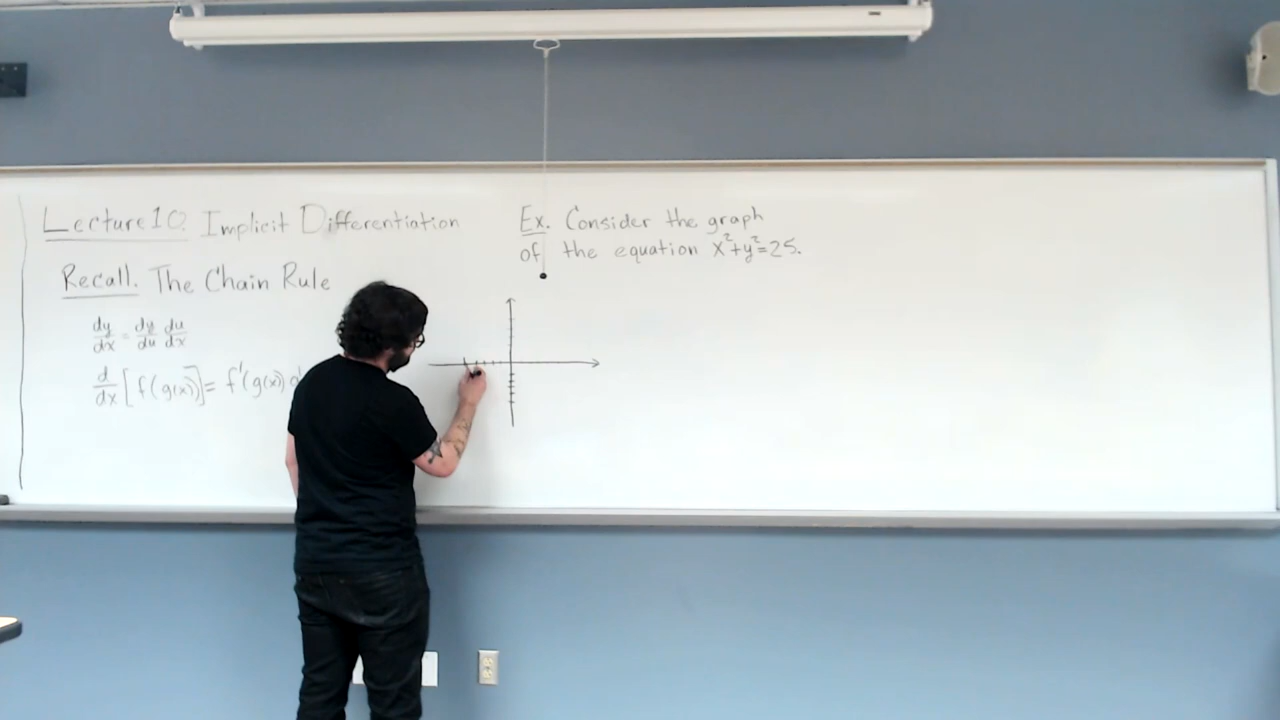 Lecture 10. Implicit Differentiation
Recall. The Chain Rule
dy/dx = dy/du du/dx
d/dx [f(g(x))] = f'(g(x))
Ex. Consider the graph
of the equation x²+y²=25.